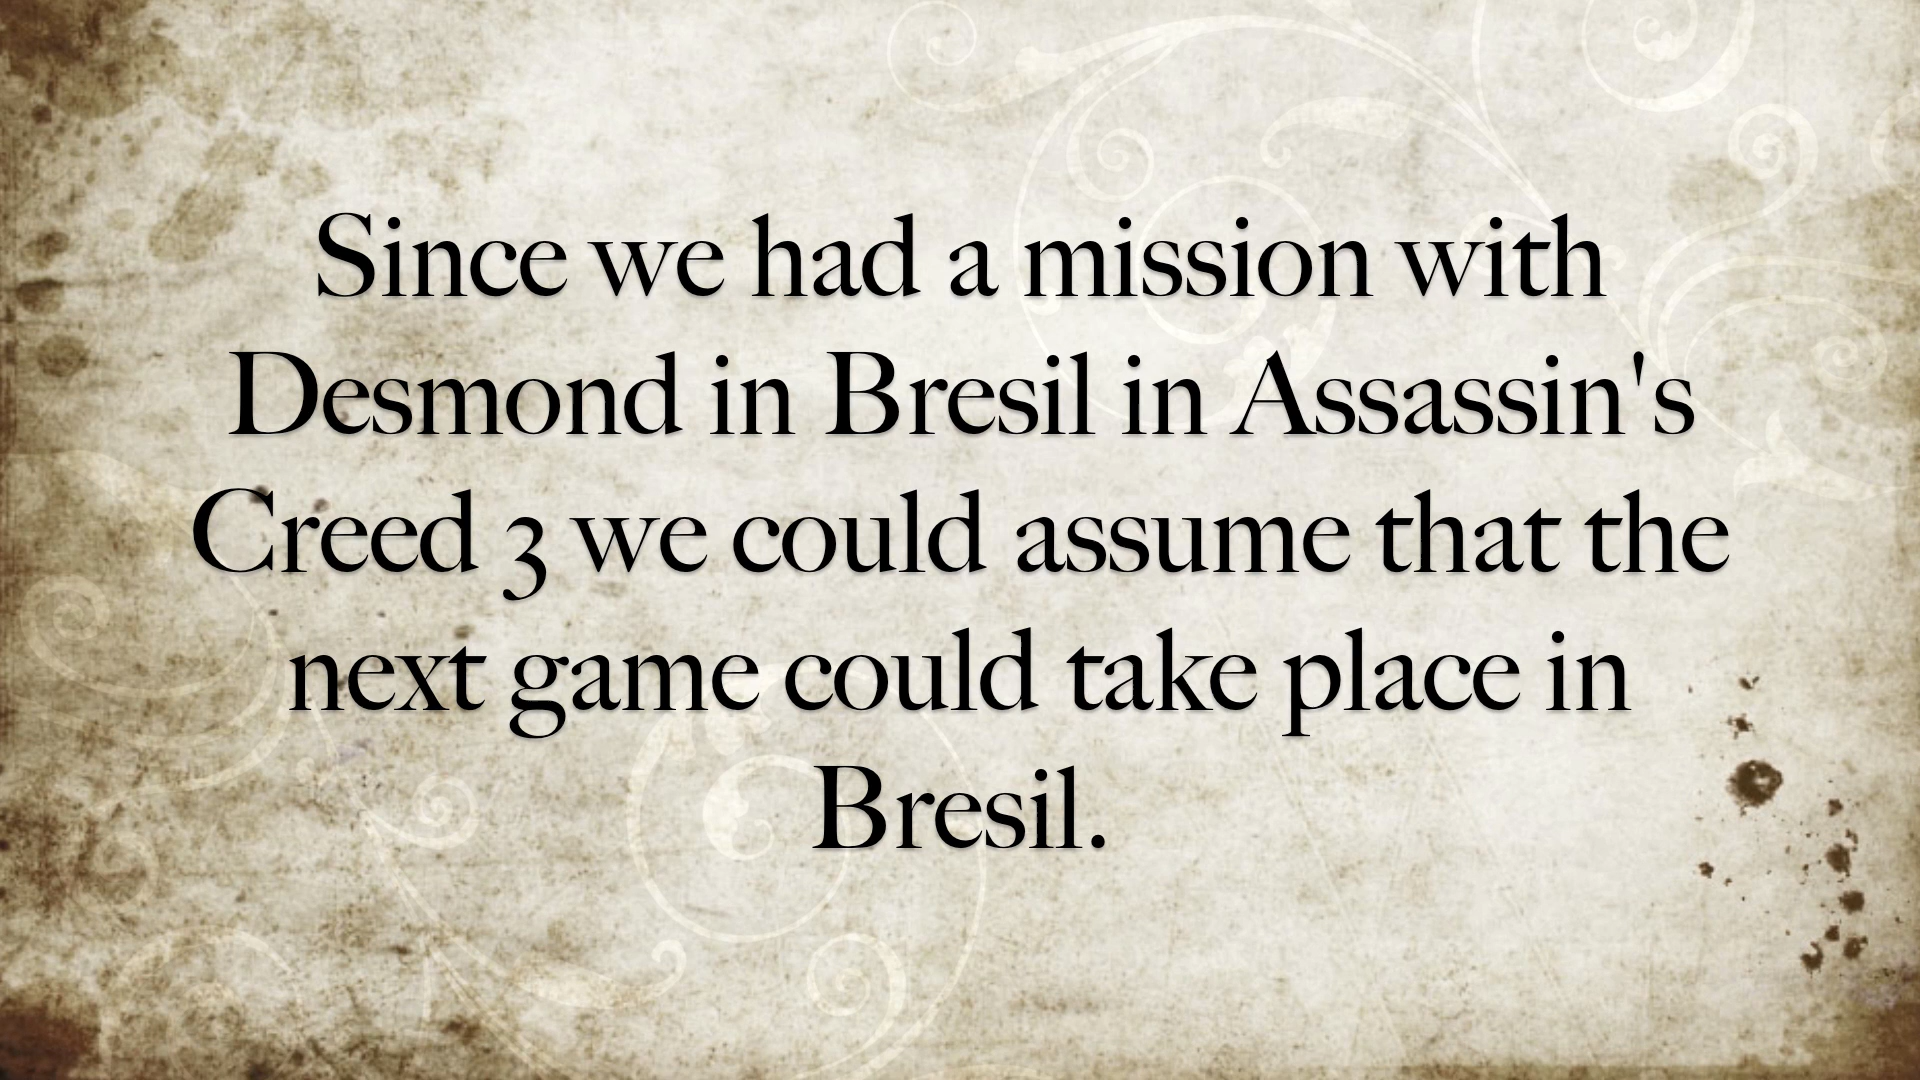 Since we had a mission with
Desmond in Bresil in Assassin's
Creed 3 we could assume that the
next game could take place in
Bresil.